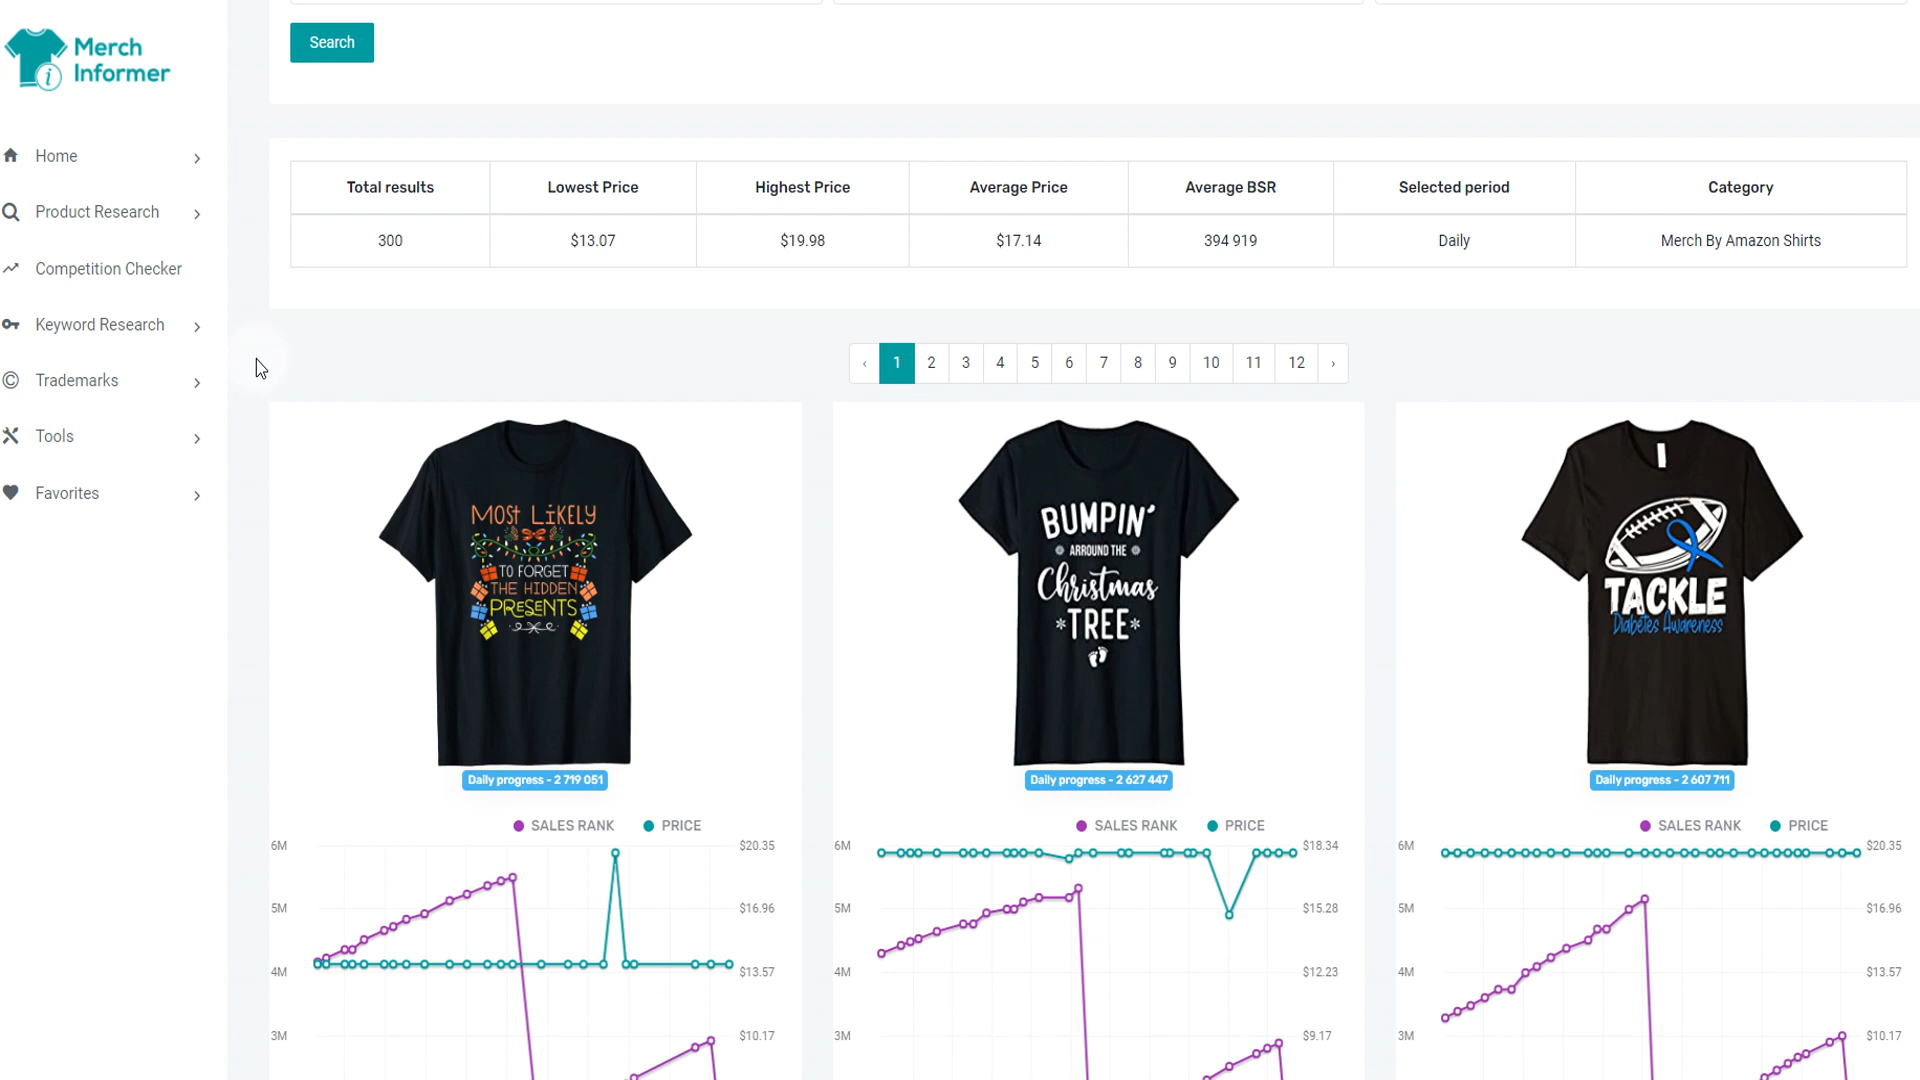 Merch
Informer
Home
Product Research
Competition Checker
Keyword Research
Trademarks
Tools
Favorites
Search
Total results Lowest Price Highest Price Average Price Average BSR Selected period Category
300 $13.07 $19.98 $17.14 394 919 Daily Merch By Amazon Shirts
‹ 1 2 3 4 5 6 7 8 9 10 11 12 ›
MOST LIKELY
TO FORGET
THE HIDDEN
PRESENTS
Daily progress - 2 719 051
SALES RANK PRICE
6M $20.35
5M $16.96
4M $13.57
3M $10.17
BUMPIN'
ARROUND THE
Christmas
TREE
Daily progress - 2 627 447
SALES RANK PRICE
6M $18.34
5M $15.28
4M $12.23
3M $9.17
TACKLE
Diabetes Awareness
Daily progress - 2 607 711
SALES RANK PRICE
6M $20.35
5M $16.96
4M $13.57
3M $10.17